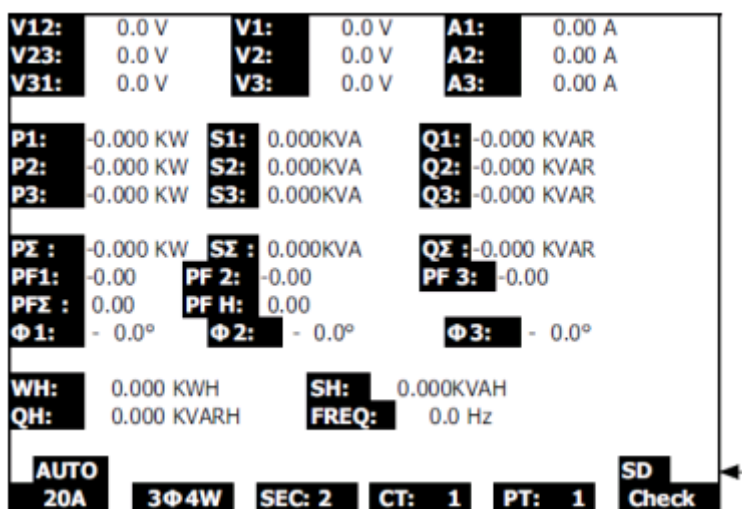 V12: 0.0 V V1: 0.0 V A1: 0.00 A
V23: 0.0 V V2: 0.0 V A2: 0.00 A
V31: 0.0 V V3: 0.0 V A3: 0.00 A
P1: -0.000 KW S1: 0.000KVA Q1: -0.000 KVAR
P2: -0.000 KW S2: 0.000KVA Q2: -0.000 KVAR
P3: -0.000 KW S3: 0.000KVA Q3: -0.000 KVAR
PΣ : -0.000 KW SΣ : 0.000KVA QΣ : -0.000 KVAR
PF1: -0.00 PF 2: -0.00 PF 3: -0.00
PFΣ : 0.00 PF H: 0.00
Φ1: - 0.0° Φ2: - 0.0° Φ3: - 0.0°
WH: 0.000 KWH SH: 0.000KVAH
QH: 0.000 KVARH FREQ: 0.0 Hz
AUTO SD
20A 3Φ4W SEC: 2 CT: 1 PT: 1 Check